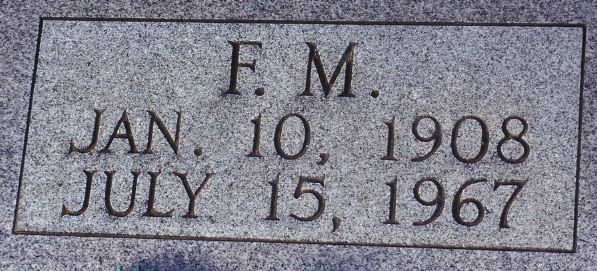 F. M.
JAN. 10, 1908
JULY 15, 1967